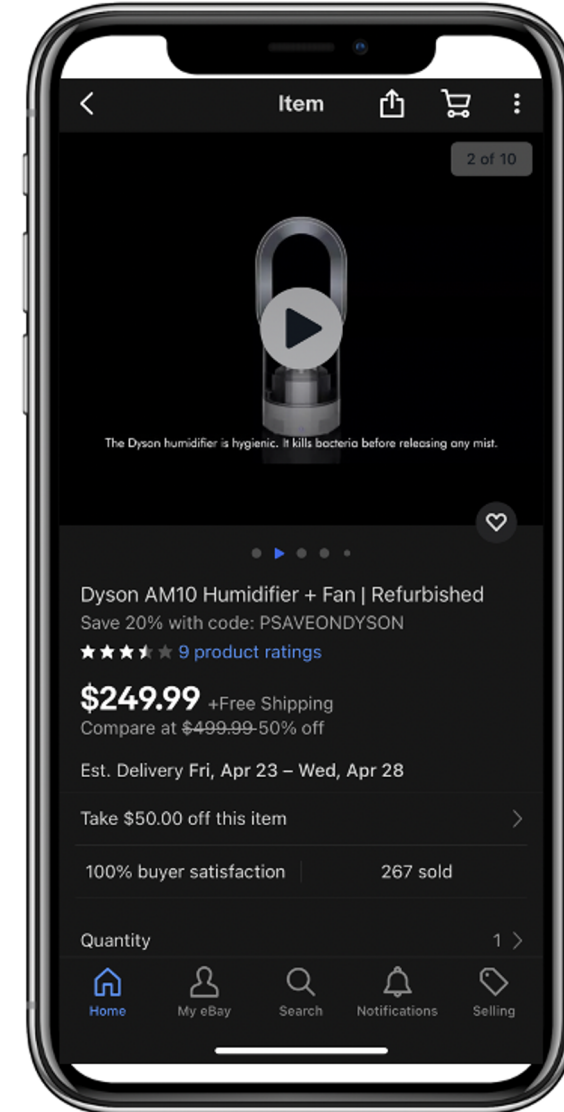 Item
2 of 10
The Dyson humidifier is hygienic. It kills bacteria before releasing any mist.
Dyson AM10 Humidifier + Fan | Refurbished
Save 20% with code: PSAVEONDYSON
9 product ratings
$249.99 +Free Shipping
Compare at $499.99 50% off
Est. Delivery Fri, Apr 23 – Wed, Apr 28
Take $50.00 off this item
100% buyer satisfaction 267 sold
Quantity 1
Home My eBay Search Notifications Selling